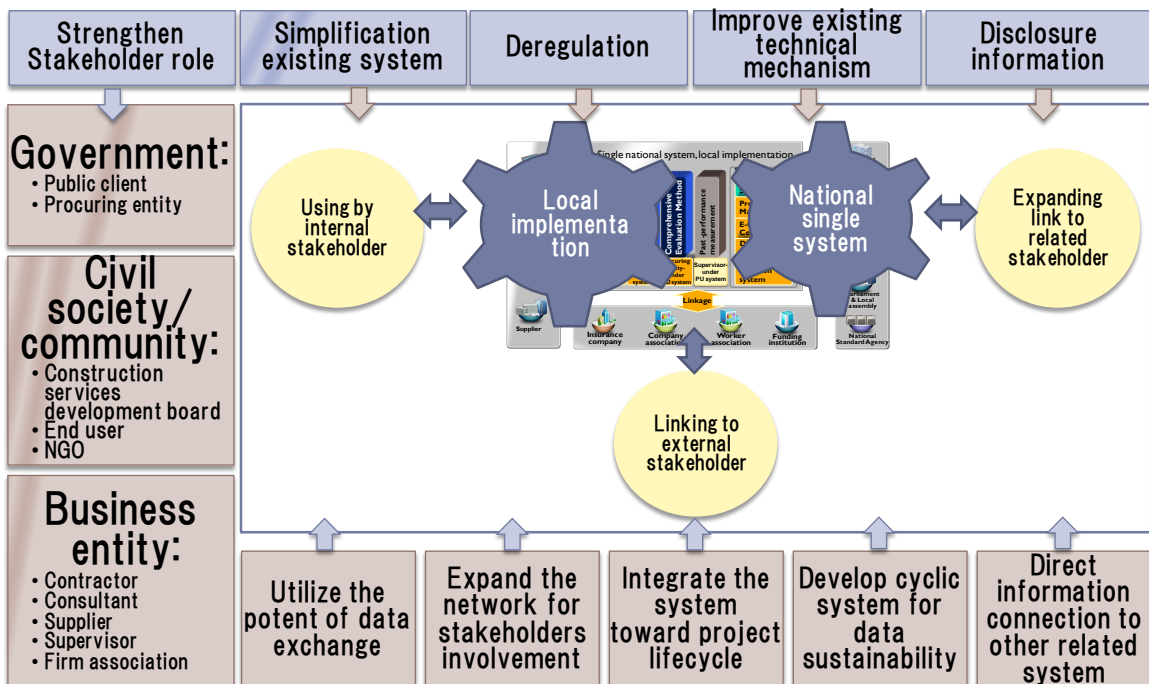 Strengthen
Stakeholder role
Simplification
existing system
Deregulation
Improve existing
technical
mechanism
Disclosure
information
Government:
• Public client
• Procuring entity
Civil
society/
community:
• Construction
services
development board
• End user
• NGO
Business
entity:
• Contractor
• Consultant
• Supplier
• Supervisor
• Firm association
Using by
internal
stakeholder
Local
implementa
tion
Single national system, local implementation
Comprehensive
Evaluation Method
Past-performance
measurement
Supervisor-
under
PU system
system
Linkage
National
single
system
Expanding
link to
related
stakeholder
Supplier
Insurance
company
Company
association
Worker
association
Funding
institution
& Local
assembly
National
Standard Agency
Linking to
external
stakeholder
Utilize the
potent of data
exchange
Expand the
network for
stakeholders
involvement
Integrate the
system
toward project
lifecycle
Develop cyclic
system for
data
sustainability
Direct
information
connection to
other related
system